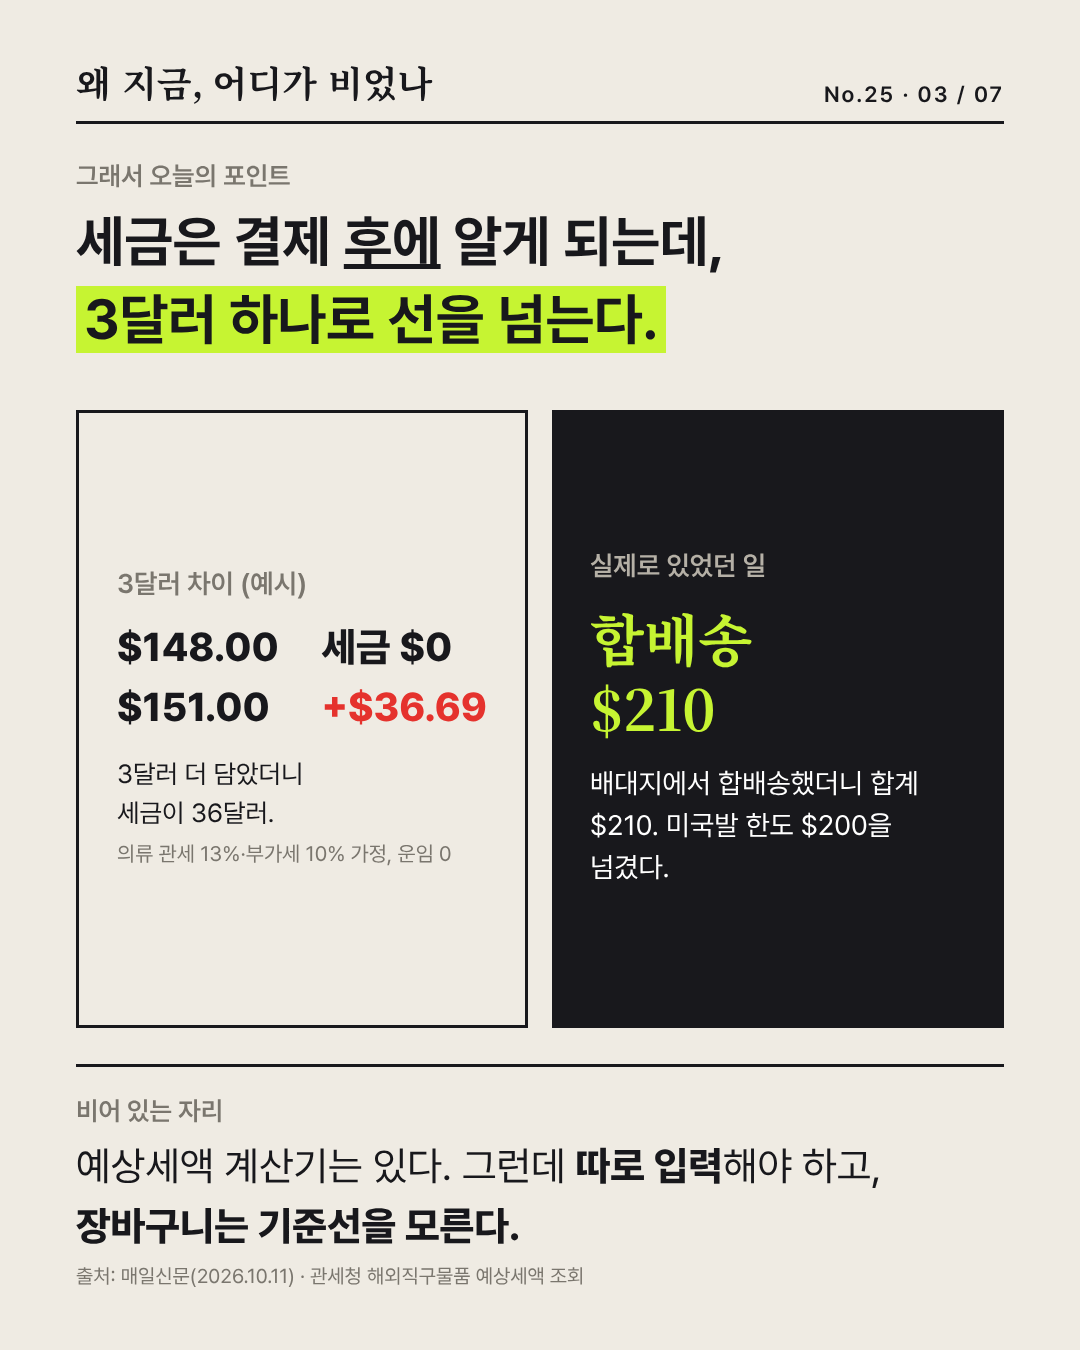 왜 지금, 어디가 비었나
No.25 · 03 / 07
그래서 오늘의 포인트
세금은 결제 후에 알게 되는데,
3달러 하나로 선을 넘는다.
3달러 차이 (예시)
$148.00 세금 $0
$151.00 +$36.69
3달러 더 담았더니
세금이 36달러.
의류 관세 13%·부가세 10% 가정, 운임 0
실제로 있었던 일
합배송
$210
배대지에서 합배송했더니 합계
$210. 미국발 한도 $200을
넘겼다.
비어 있는 자리
예상세액 계산기는 있다. 그런데 따로 입력해야 하고,
장바구니는 기준선을 모른다.
출처: 매일신문(2026.10.11) · 관세청 해외직구물품 예상세액 조회